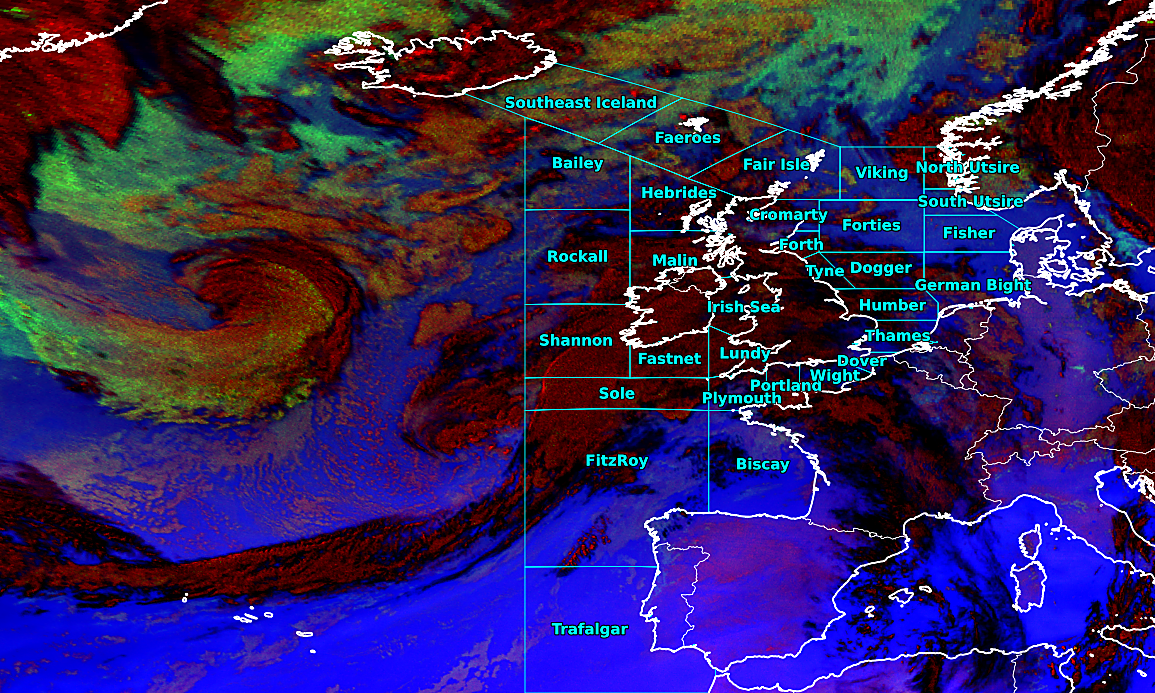 Southeast Iceland
Faeroes
Bailey
Fair Isle
Viking
North Utsire
Hebrides
South Utsire
Cromarty
Forties
Fisher
Forth
Rockall
Malin
Tyne
Dogger
German Bight
Irish Sea
Humber
Shannon
Thames
Fastnet
Lundy
Dover
Wight
Portland
Sole
Plymouth
FitzRoy
Biscay
Trafalgar